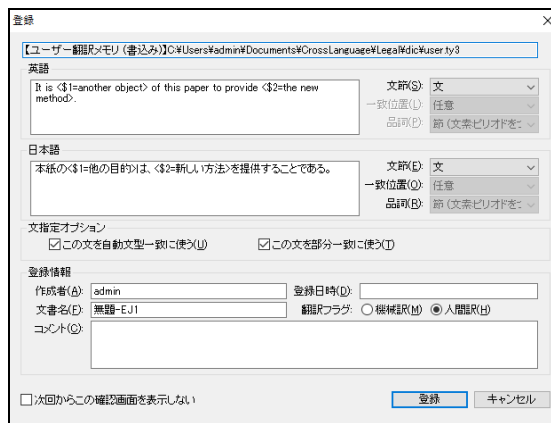 登録
【ユーザー翻訳メモリ（書込み）】C:¥Users¥admin¥Documents¥CrossLanguage¥Legal¥dic¥user.ty3
英語
It is <$1=another object> of this paper to provide <$2=the new
method>.
文節(S): 文
一致位置(L): 任意
品詞(P): 節（文素ピリオドを:
日本語
本紙の<$1=他の目的>は、<$2=新しい方法>を提供することである。
文節(E): 文
一致位置(O): 任意
品詞(R): 節（文素ピリオドを:
文指定オプション
この文を自動文型一致に使う(U) この文を部分一致に使う(T)
登録情報
作成者(A): admin 登録日時(D):
文書名(F): 無題-EJ1 翻訳フラグ: 機械訳(M) 人間訳(H)
コメント(C):
次回からこの確認画面を表示しない 登録 キャンセル